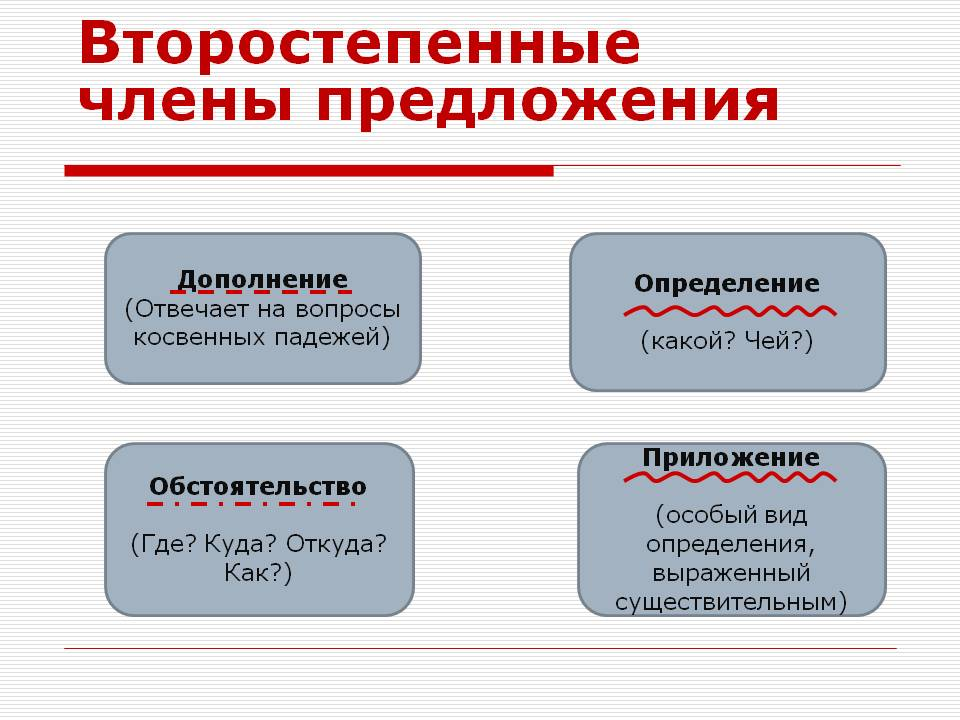 Второстепенные
члены предложения
Дополнение
(Отвечает на вопросы
косвенных падежей)
Определение
(какой? Чей?)
Обстоятельство
(Где? Куда? Откуда?
Как?)
Приложение
(особый вид
определения,
выраженный
существительным)